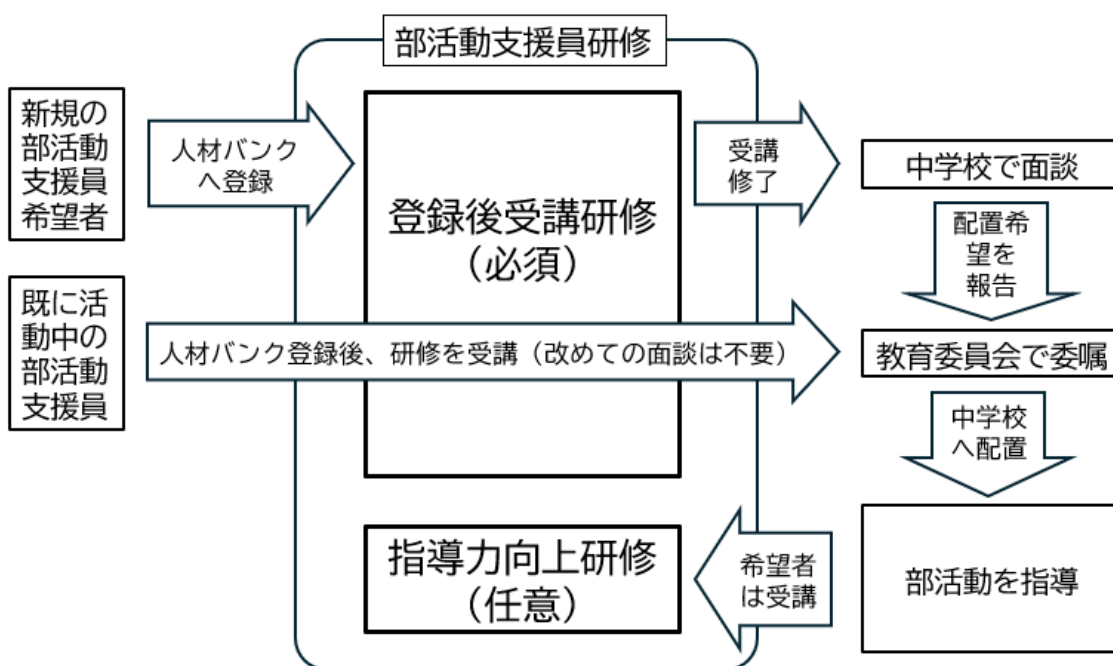 部活動支援員研修
新規の
部活動
支援員
希望者
人材バンク
へ登録
登録後受講研修
（必須）
受講
修了
中学校で面談
配置希
望を
報告
既に活
動中の
部活動
支援員
人材バンク登録後、研修を受講（改めての面談は不要）
教育委員会で委嘱
中学校
へ配置
指導力向上研修
（任意）
希望者
は受講
部活動を指導